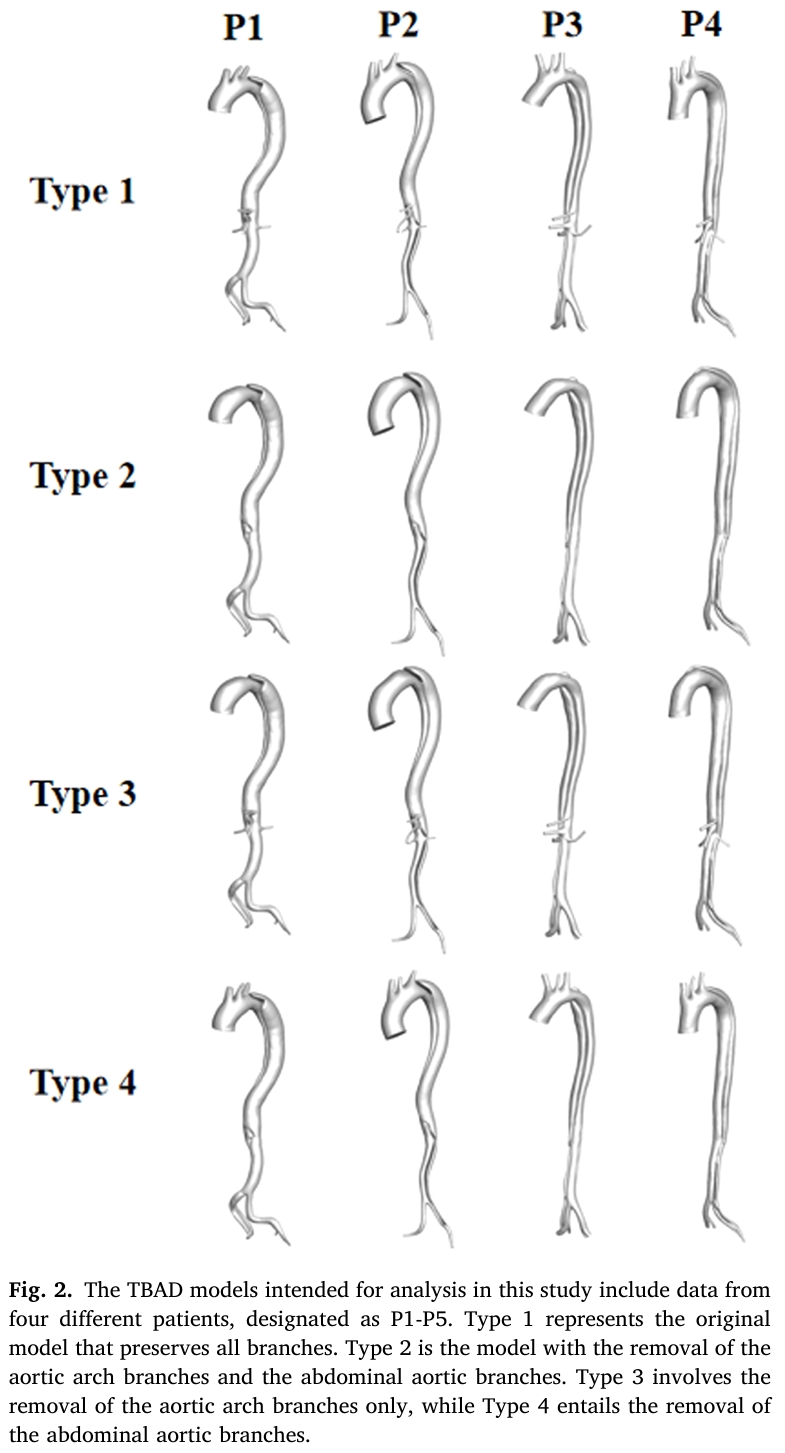 P1 P2 P3 P4
Type 1
Type 2
Type 3
Type 4
Fig. 2. The TBAD models intended for analysis in this study include data from
four different patients, designated as P1-P5. Type 1 represents the original
model that preserves all branches. Type 2 is the model with the removal of the
aortic arch branches and the abdominal aortic branches. Type 3 involves the
removal of the aortic arch branches only, while Type 4 entails the removal of
the abdominal aortic branches.